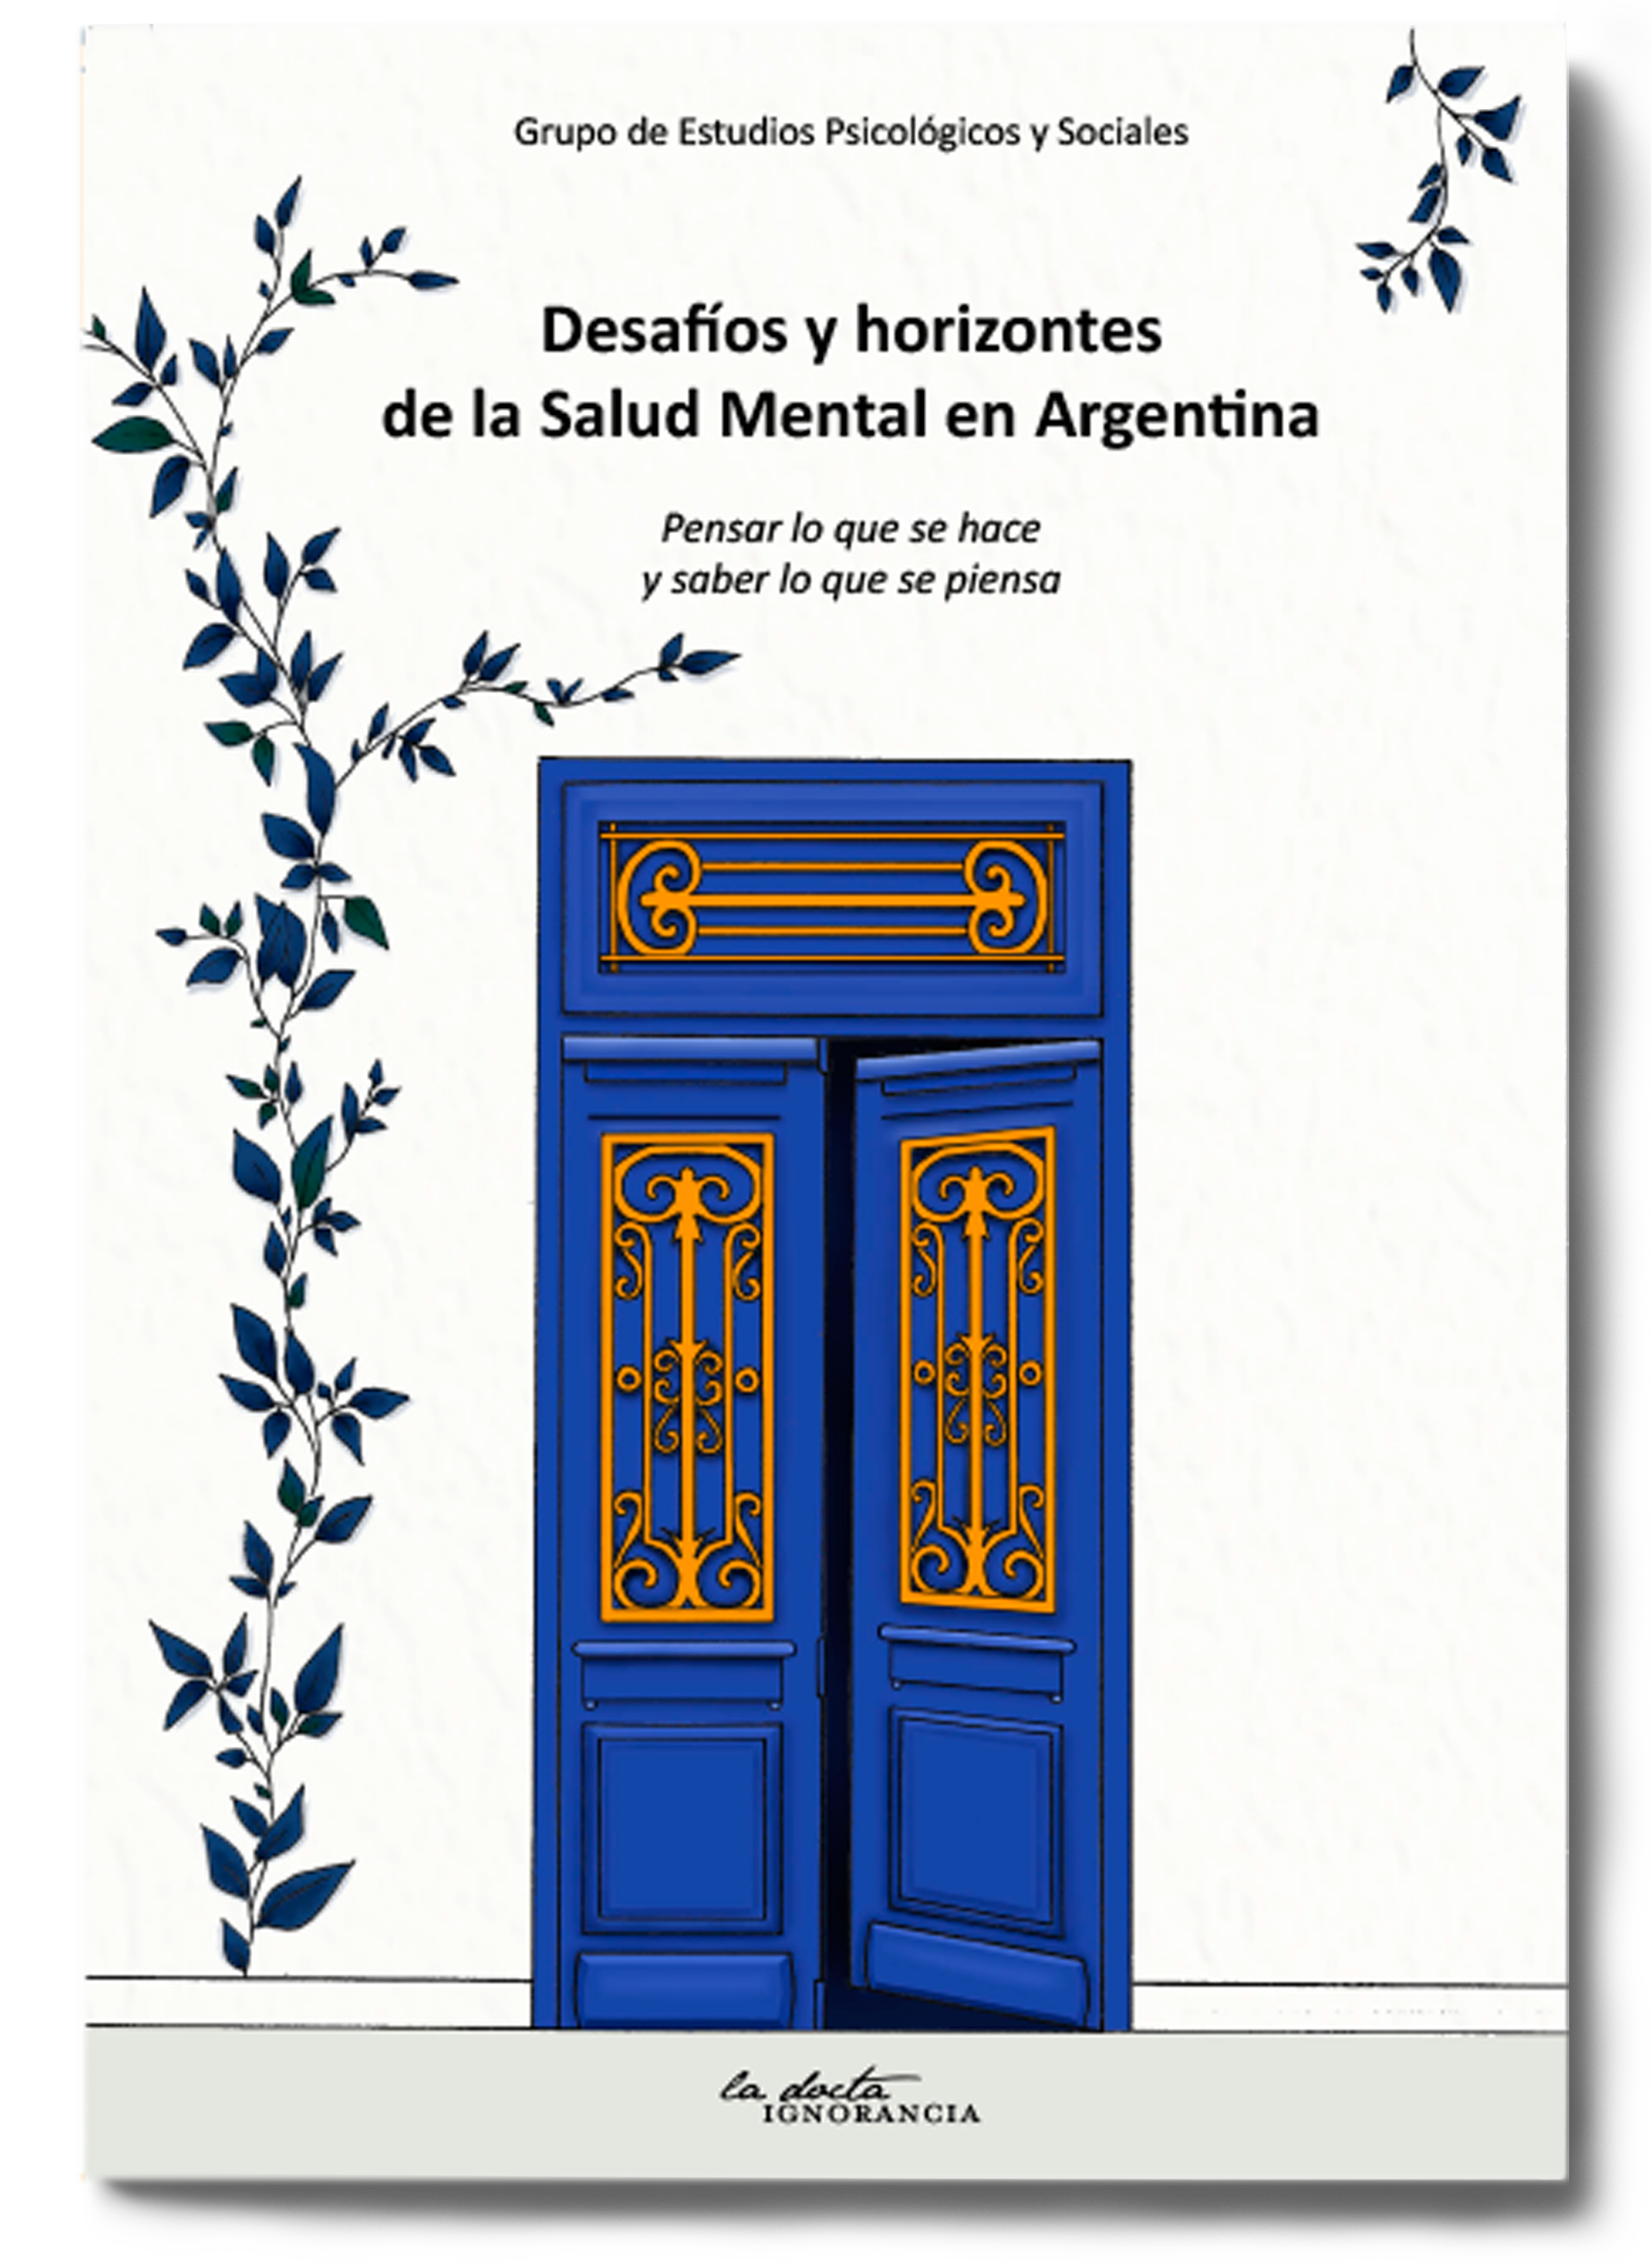 Grupo de Estudios Psicológicos y Sociales
Desafíos y horizontes
de la Salud Mental en Argentina
Pensar lo que se hace
y saber lo que se piensa
la docta
IGNORANCIA